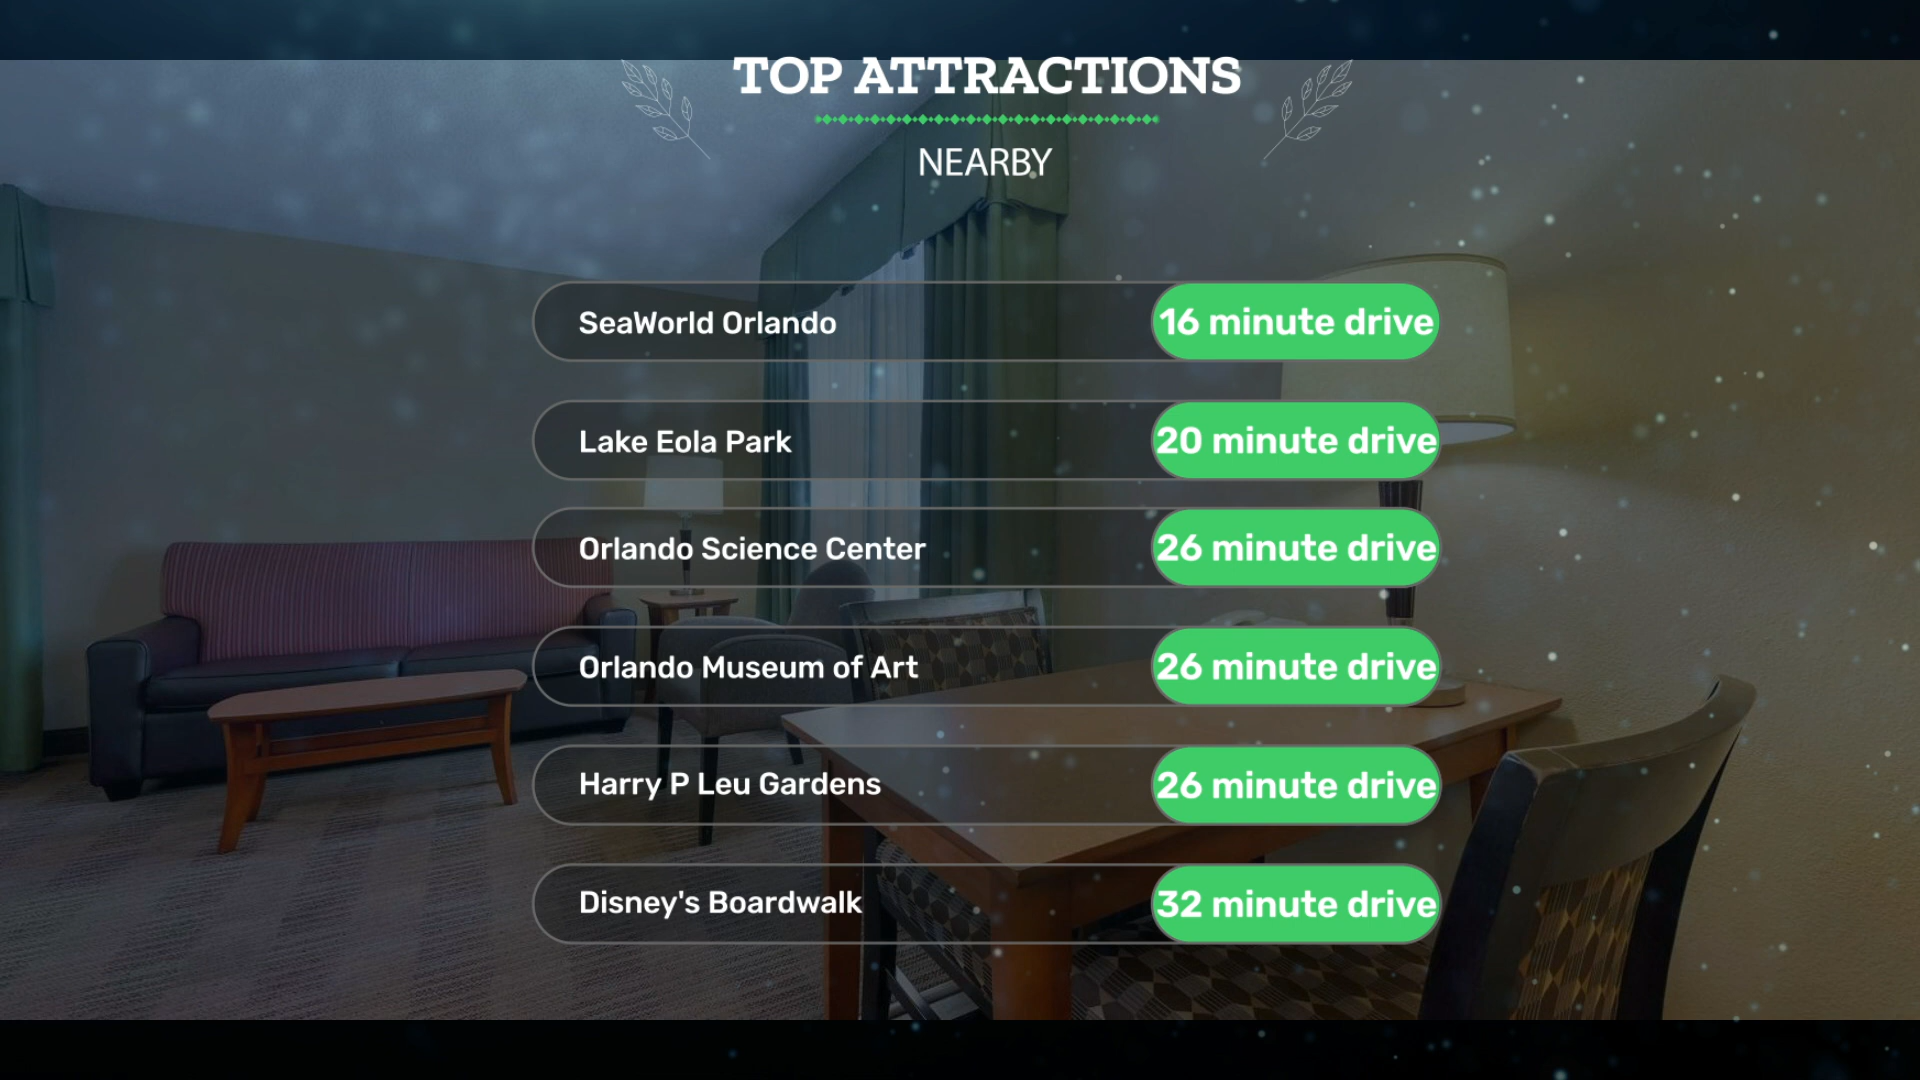 TOP ATTRACTIONS
NEARBY
SeaWorld Orlando 16 minute drive
Lake Eola Park 20 minute drive
Orlando Science Center 26 minute drive
Orlando Museum of Art 26 minute drive
Harry P Leu Gardens 26 minute drive
Disney's Boardwalk 32 minute drive